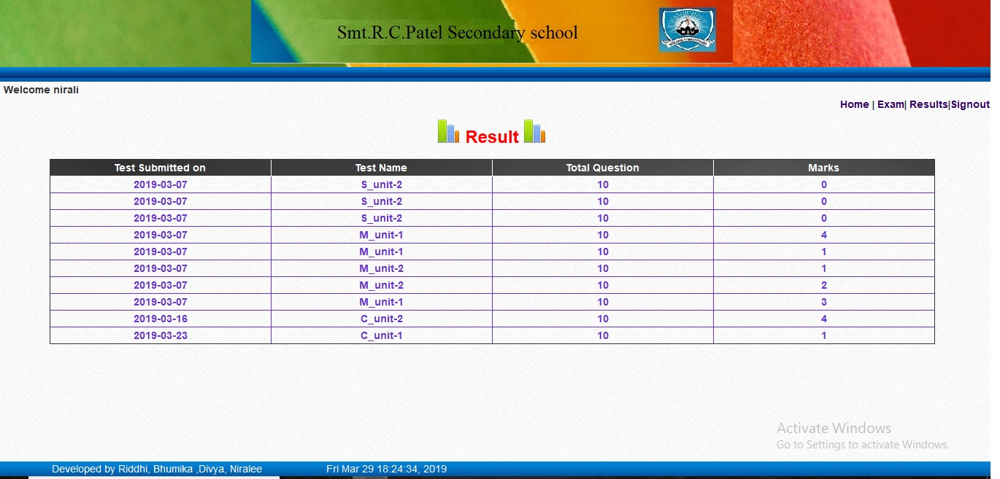 Smt.R.C.Patel Secondary school
KSV
Welcome nirali
Home | Exam| Results|Signout
Result
Test Submitted on Test Name Total Question Marks
2019-03-07 S_unit-2 10 0
2019-03-07 S_unit-2 10 0
2019-03-07 S_unit-2 10 0
2019-03-07 M_unit-1 10 4
2019-03-07 M_unit-1 10 1
2019-03-07 M_unit-2 10 1
2019-03-07 M_unit-2 10 2
2019-03-07 M_unit-1 10 3
2019-03-16 C_unit-2 10 4
2019-03-23 C_unit-1 10 1
Activate Windows
Go to Settings to activate Windows.
Developed by Riddhi, Bhumika ,Divya, Niralee Fri Mar 29 18:24:34, 2019